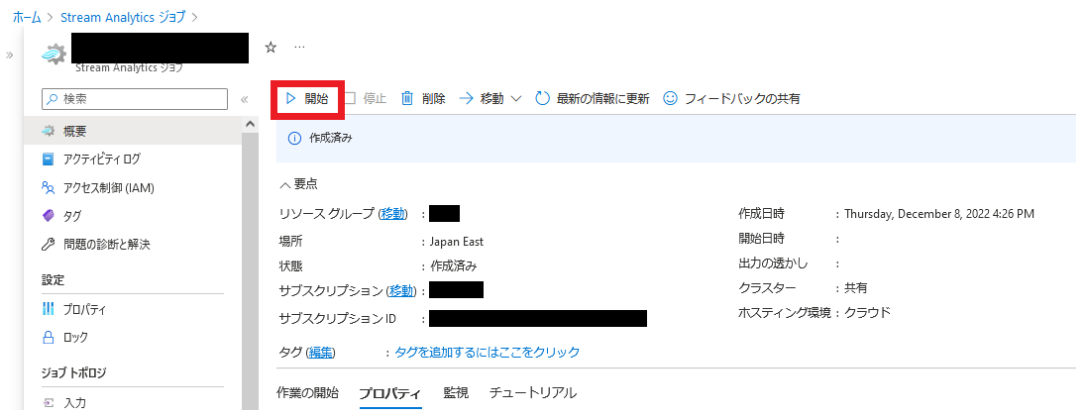 ホーム > Stream Analytics ジョブ >
Stream Analytics ジョブ
検索
開始 停止 削除 移動 最新の情報に更新 フィードバックの共有
概要
作成済み
アクティビティ ログ
アクセス制御 (IAM)
タグ
問題の診断と解決
設定
プロパティ
ロック
ジョブ トポロジ
入力
要点
リソース グループ (移動) :
場所 : Japan East
状態 : 作成済み
サブスクリプション (移動) :
サブスクリプション ID :
タグ (編集) : タグを追加するにはここをクリック
作成日時 : Thursday, December 8, 2022 4:26 PM
開始日時 :
出力の透かし :
クラスター : 共有
ホスティング環境 : クラウド
作業の開始 プロパティ 監視 チュートリアル